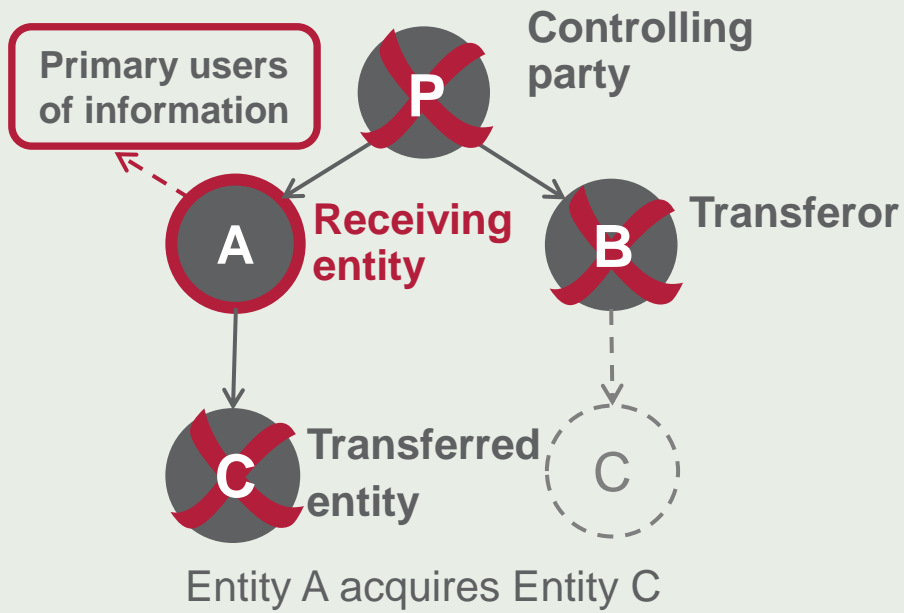 Controlling
party
Primary users
of information
P
A
Receiving
entity
B
Transferor
C
Transferred
entity
C
Entity A acquires Entity C